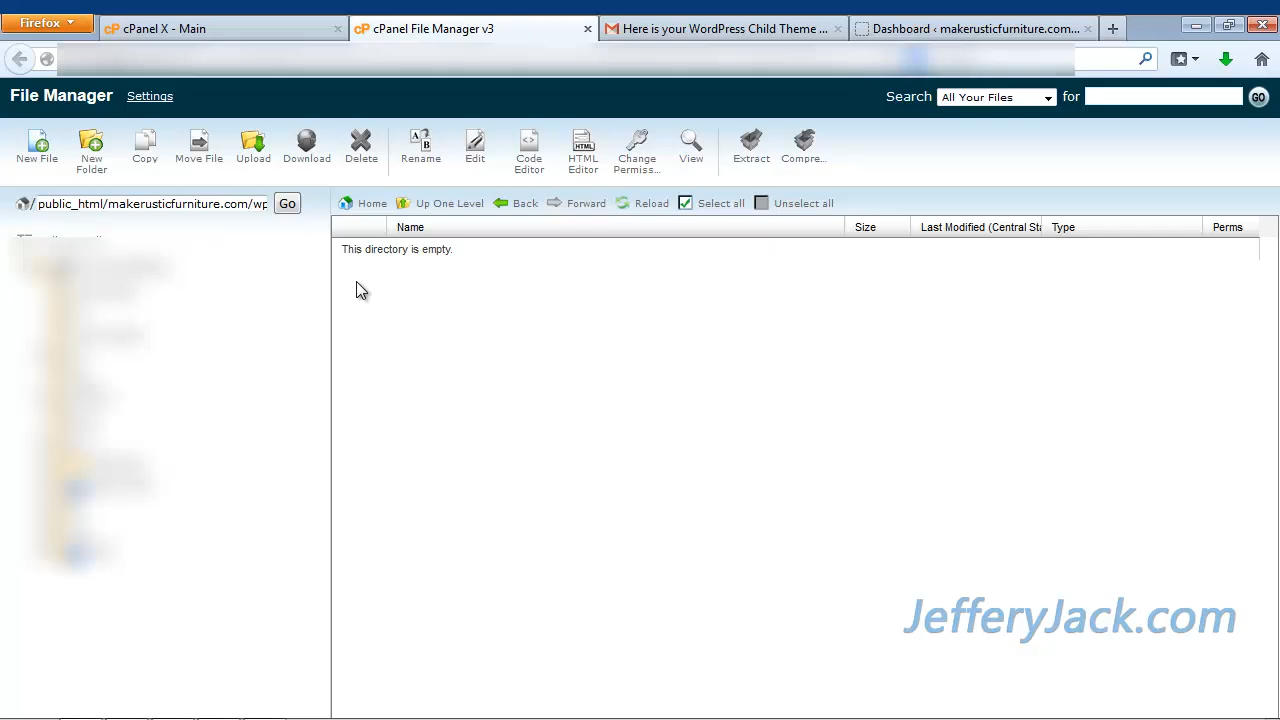 Firefox
cPanel X - Main
cPanel File Manager v3
Here is your WordPress Child Theme ...
Dashboard ‹ makerusticfurniture.com...
File Manager
Settings
Search
All Your Files
for
GO
New File
New Folder
Copy
Move File
Upload
Download
Delete
Rename
Edit
Code Editor
HTML Editor
Change Permiss...
View
Extract
Compre...
/ public_html/makerusticfurniture.com/wp
Go
Home
Up One Level
Back
Forward
Reload
Select all
Unselect all
Name
Size
Last Modified (Central Sta
Type
Perms
This directory is empty.
JefferyJack.com